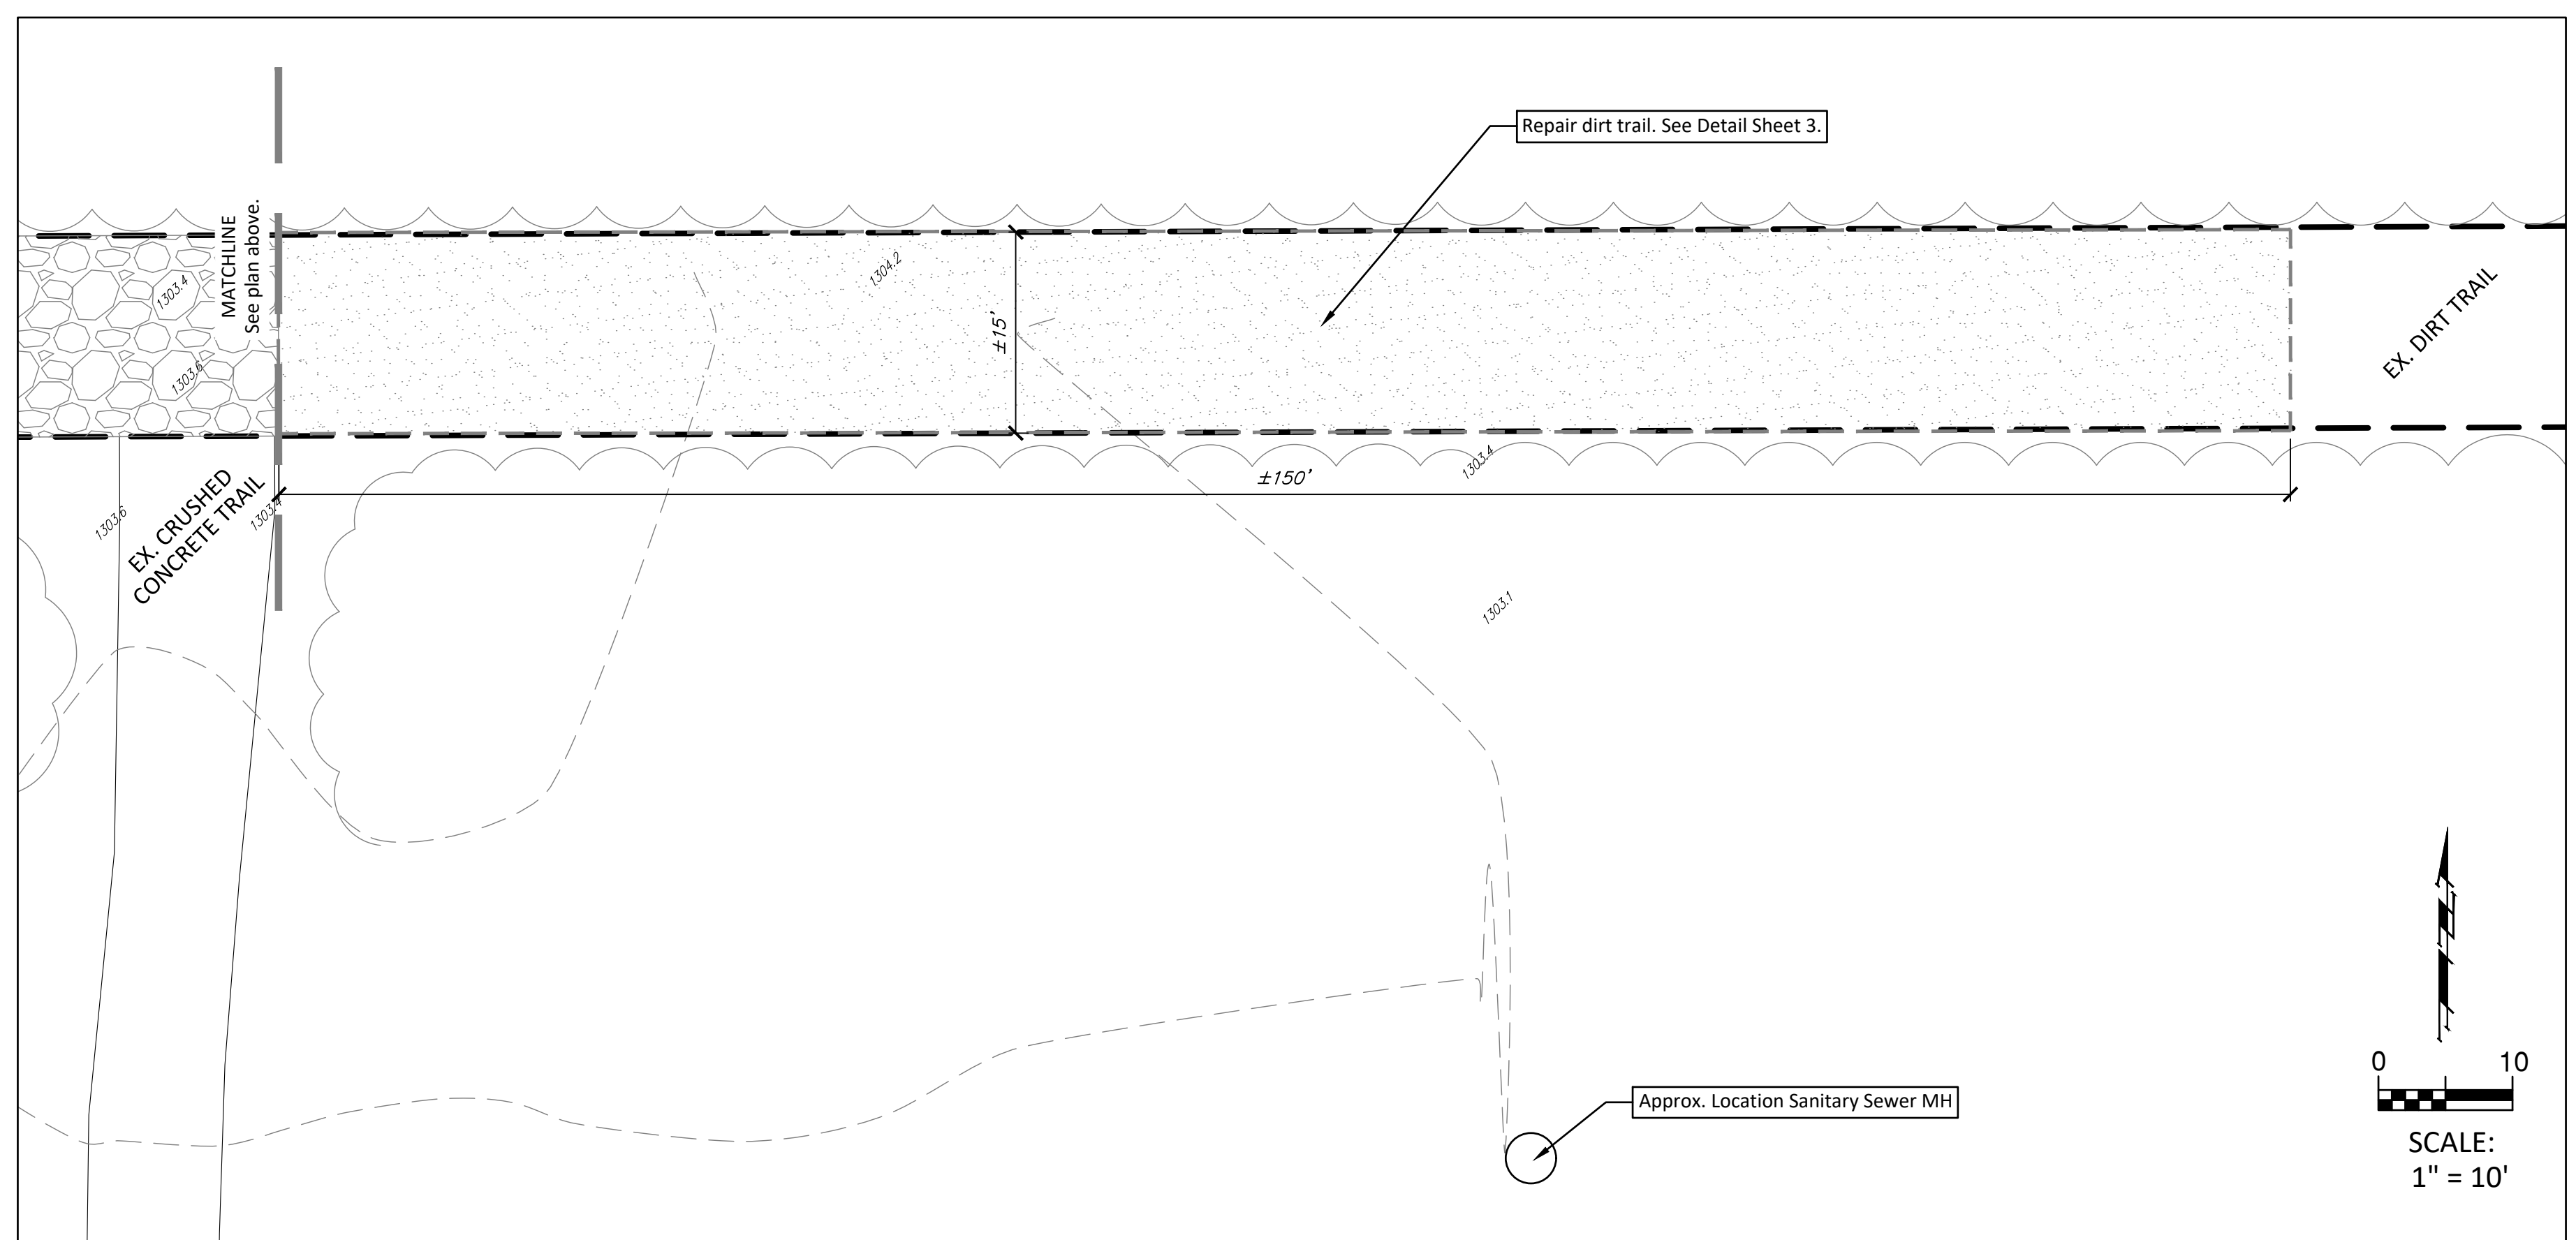 Repair dirt trail. See Detail Sheet 3.
MATCHLINE
See plan above.
1303.4
1303.6
1304.2
±15'
EX. DIRT TRAIL
1303.4
±150'
1303.6
EX. CRUSHED
CONCRETE TRAIL
1303.4
1303.1
Approx. Location Sanitary Sewer MH
N
0 10
SCALE:
1" = 10'